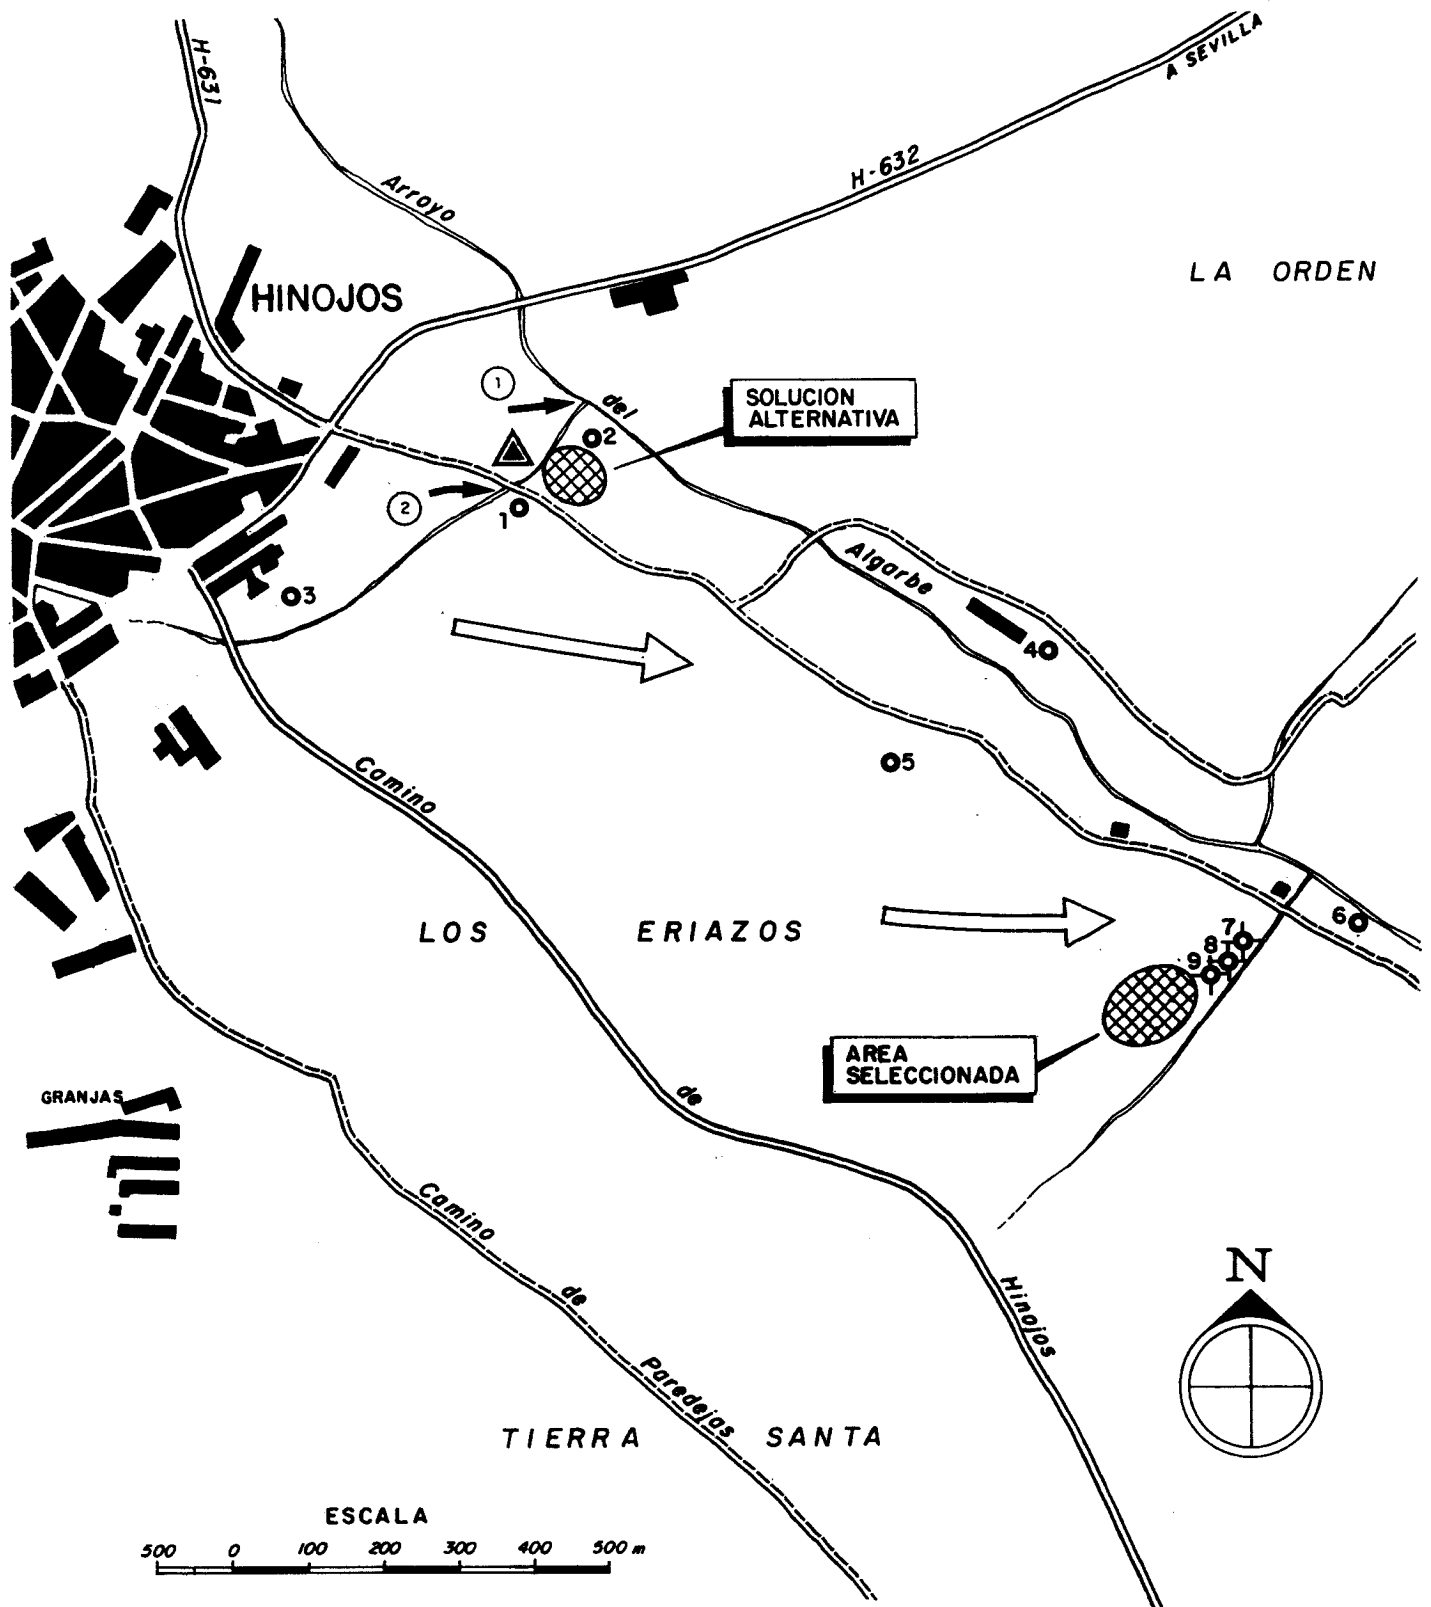 H-631
A SEVILLA
H-632
Arroyo
LA ORDEN
HINOJOS
1
del
SOLUCION
ALTERNATIVA
2
2
1
Algarbe
3
4
5
Camino
LOS ERIAZOS
6
7
8
9
AREA
SELECCIONADA
de
GRANJAS
Camino
de
N
Hinojos
Paredejas
TIERRA SANTA
ESCALA
500 0 100 200 300 400 500 m